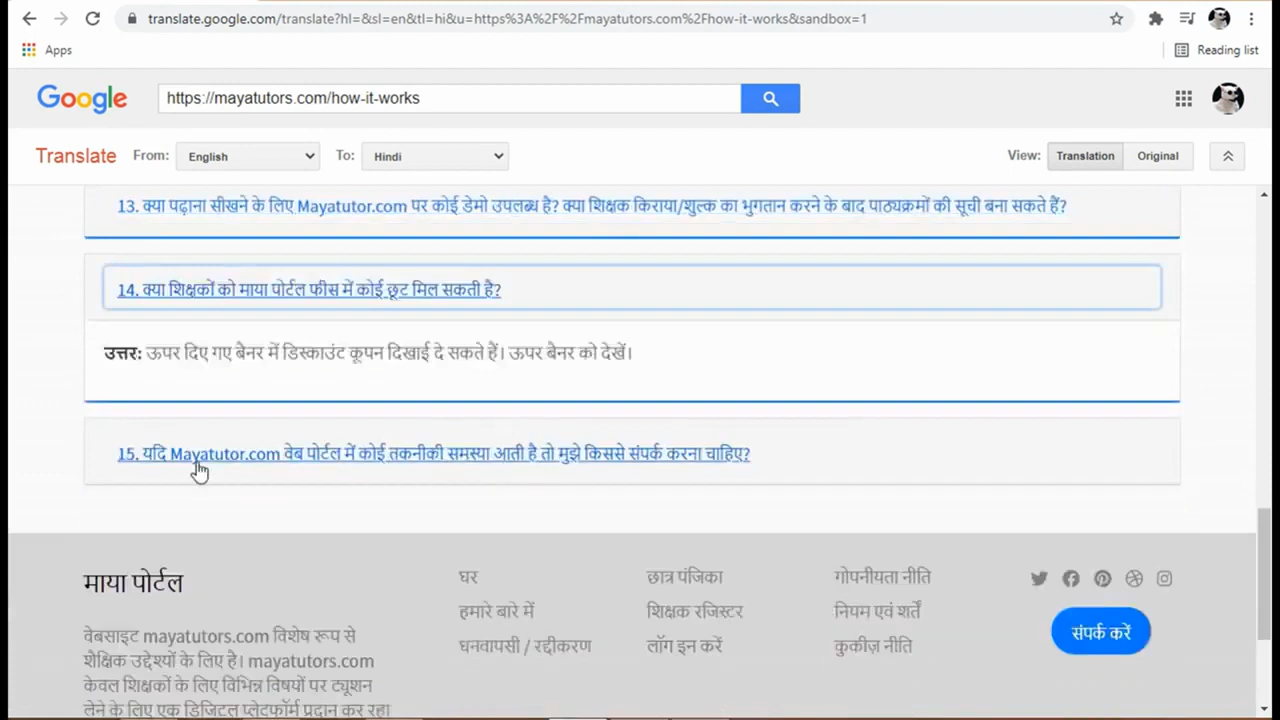 translate.google.com/translate?hl=&sl=en&tl=hi&u=https%3A%2F%2Fmayatutors.com%2Fhow-it-works&sandbox=1
Apps
Reading list
Google
https://mayatutors.com/how-it-works
Translate From: English To: Hindi View: Translation Original
13. क्या पढ़ाना सीखने के लिए Mayatutor.com पर कोई डेमो उपलब्ध है? क्या शिक्षक किराया/शुल्क का भुगतान करने के बाद पाठ्यक्रमों की सूची बना सकते हैं?
14. क्या शिक्षकों को माया पोर्टल फीस में कोई छूट मिल सकती है?
उत्तर: ऊपर दिए गए बैनर में डिस्काउंट कूपन दिखाई दे सकते हैं। ऊपर बैनर को देखें।
15. यदि Mayatutor.com वेब पोर्टल में कोई तकनीकी समस्या आती है तो मुझे किससे संपर्क करना चाहिए?
माया पोर्टल
वेबसाइट mayatutors.com विशेष रूप से
शैक्षिक उद्देश्यों के लिए है। mayatutors.com
केवल शिक्षकों के लिए विभिन्न विषयों पर ट्यूशन
लेने के लिए एक डिजिटल प्लेटफॉर्म प्रदान कर रहा
घर
हमारे बारे में
धनवापसी / रद्दीकरण
छात्र पंजिका
शिक्षक रजिस्टर
लॉग इन करें
गोपनीयता नीति
नियम एवं शर्तें
कुकीज़ नीति
संपर्क करें